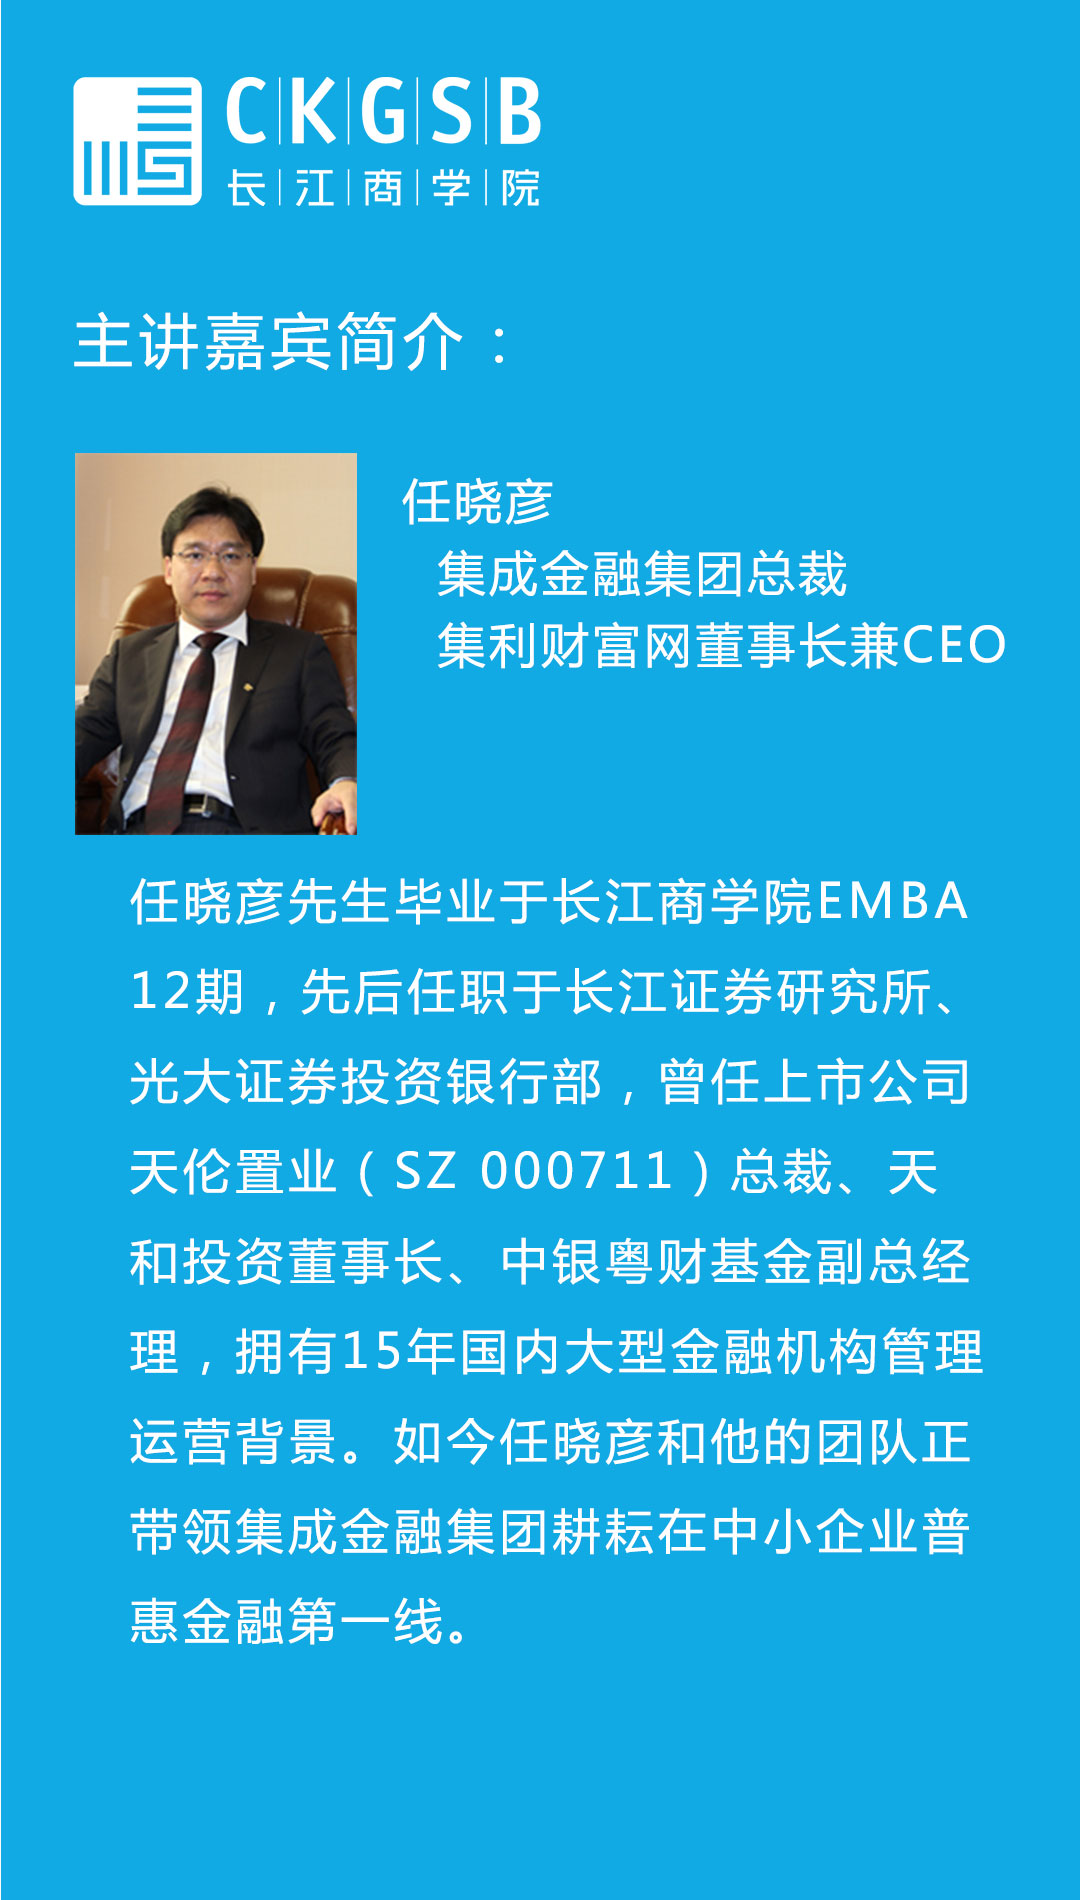 CKGSB
长江商学院
主讲嘉宾简介：
任晓彦
集成金融集团总裁
集利财富网董事长兼CEO
任晓彦先生毕业于长江商学院EMBA
12期，先后任职于长江证券研究所、
光大证券投资银行部，曾任上市公司
天伦置业（SZ 000711）总裁、天
和投资董事长、中银粤财基金副总经
理，拥有15年国内大型金融机构管理
运营背景。如今任晓彦和他的团队正
带领集成金融集团耕耘在中小企业普
惠金融第一线。